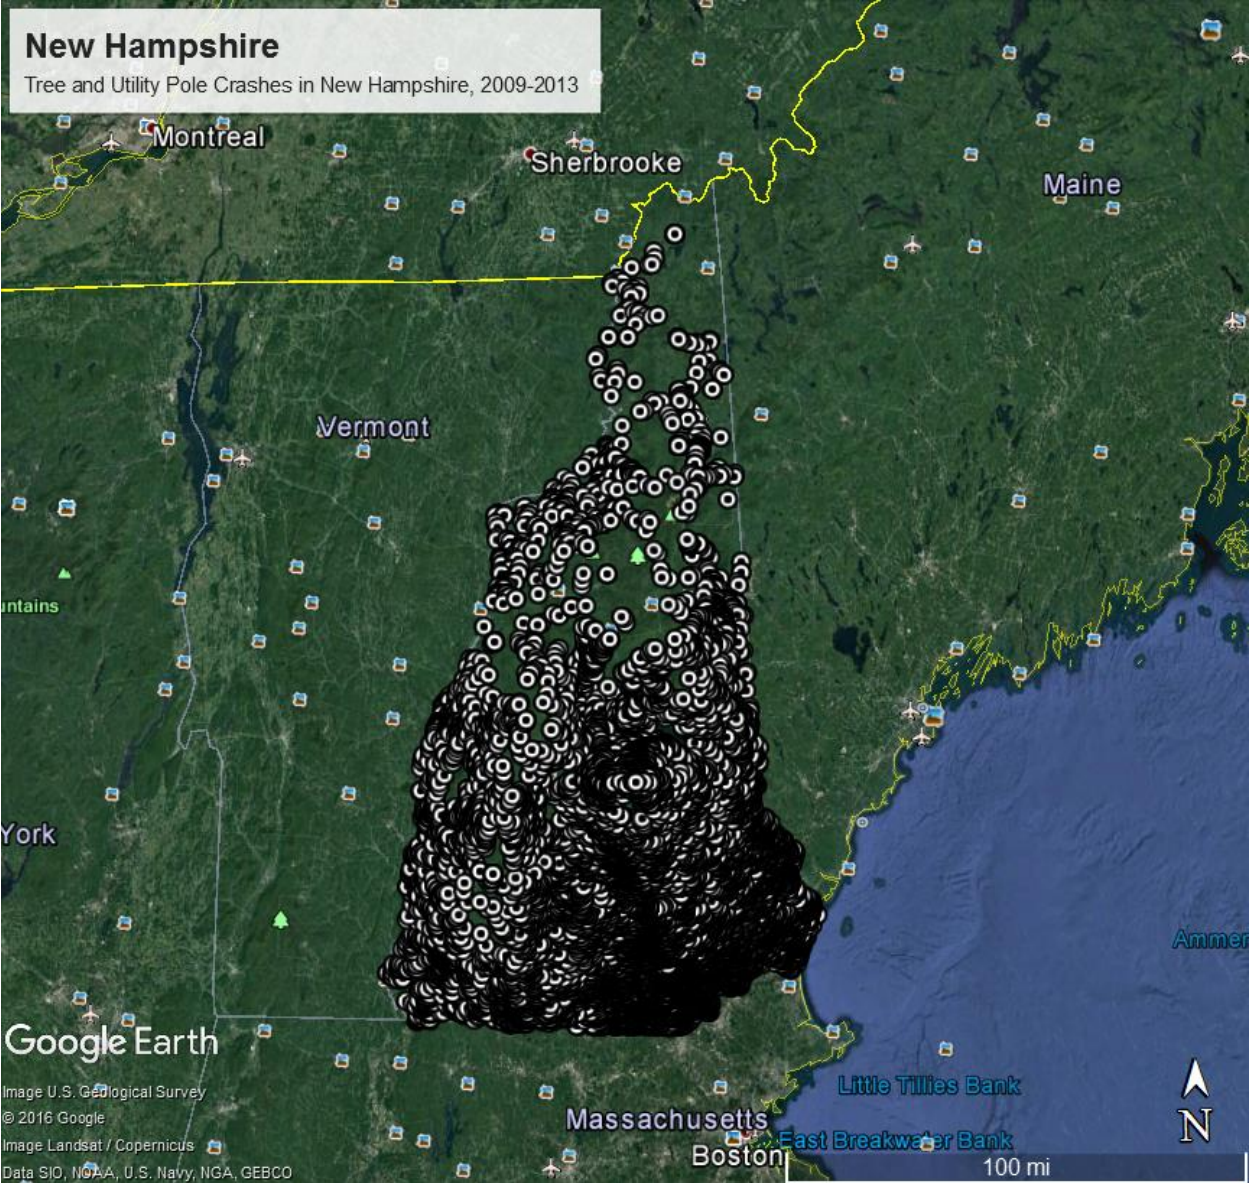 New Hampshire
Tree and Utility Pole Crashes in New Hampshire, 2009-2013
Montreal
Sherbrooke
Maine
Vermont
untains
York
Ammer
Google Earth
Image U.S. Geological Survey
© 2016 Google
Image Landsat / Copernicus
Data SIO, NOAA, U.S. Navy, NGA, GEBCO
Little Tillies Bank
Massachusetts
East Breakwater Bank
Boston
N
100 mi